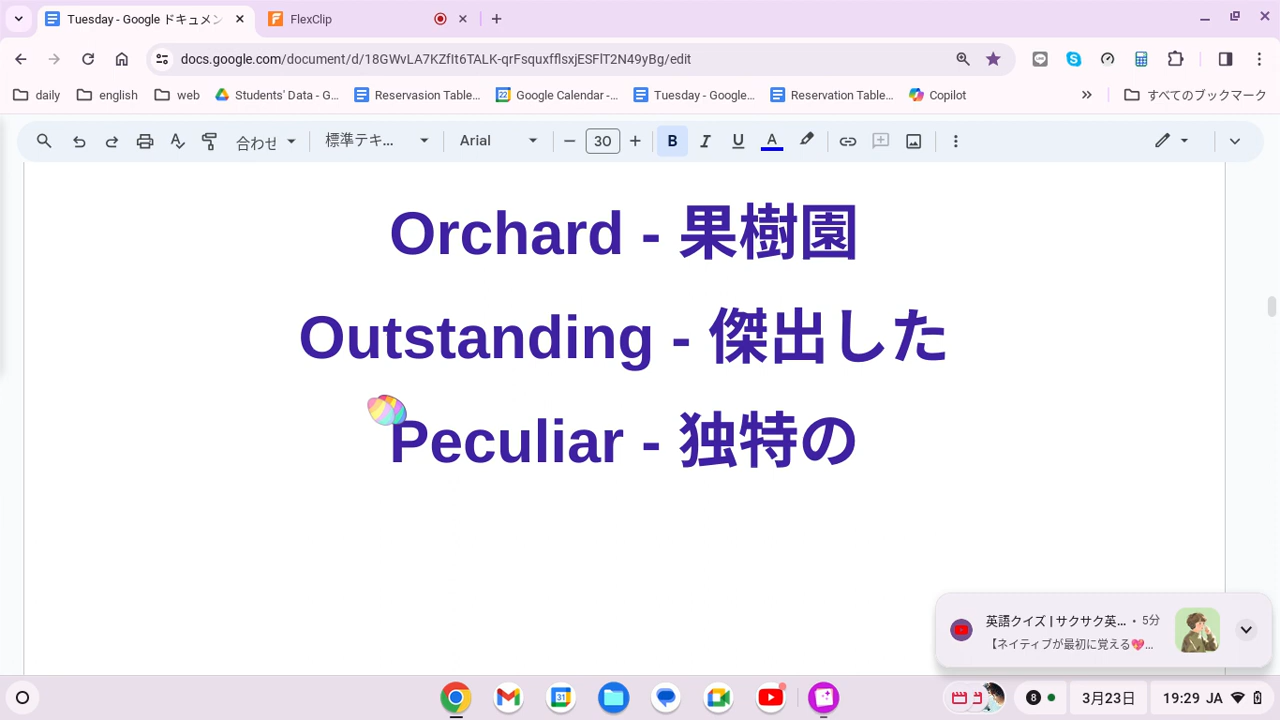 Tuesday - Google ドキュメン
FlexClip
docs.google.com/document/d/18GWvLA7KZfIt6TALK-qrFsquxfflsxjESFlT2N49yBg/edit
daily
english
web
Students' Data - G...
Reservasion Table...
Google Calendar -...
Tuesday - Google...
Reservation Table...
Copilot
すべてのブックマーク
合わせ
標準テキ...
Arial
30
Orchard - 果樹園
Outstanding - 傑出した
Peculiar - 独特の
英語クイズ | サクサク英... • 5分
【ネイティブが最初に覚える💖...
31
8
3月23日
19:29 JA